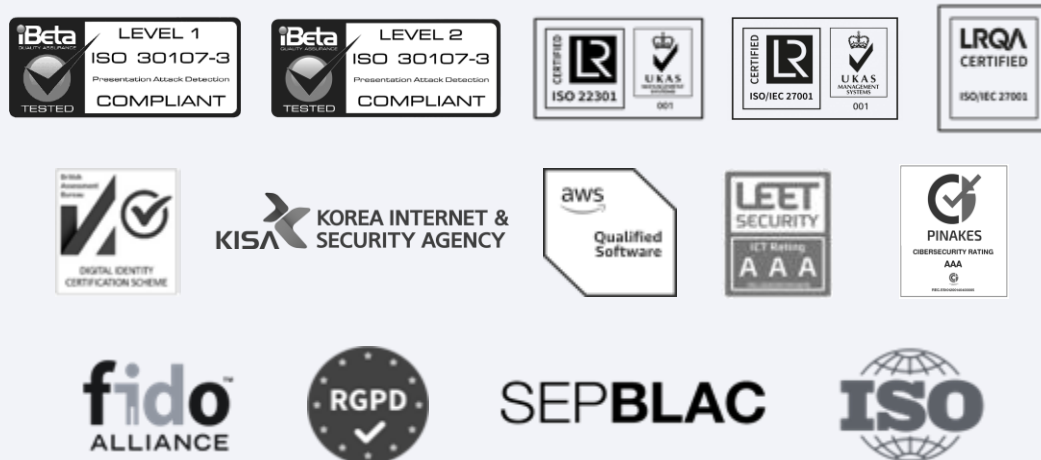 iBeta
QUALITY ASSURANCE
TESTED
LEVEL 1
ISO 30107-3
Presentation Attack Detection
COMPLIANT
iBeta
QUALITY ASSURANCE
TESTED
LEVEL 2
ISO 30107-3
Presentation Attack Detection
COMPLIANT
CERTIFIED
LR
ISO 22301
UKAS
MANAGEMENT
SYSTEMS
001
CERTIFIED
LR
ISO/IEC 27001
UKAS
MANAGEMENT
SYSTEMS
001
LRQA
CERTIFIED
ISO/IEC 27001
British
Assessment
Bureau
DIGITAL IDENTITY
CERTIFICATION SCHEME
KISA
KOREA INTERNET &
SECURITY AGENCY
aws
Qualified
Software
LEET
SECURITY
ICT Rating
A A A
PINAKES
CIBERSECURITY RATING
AAA
fido™
ALLIANCE
RGPD
SEPBLAC
ISO